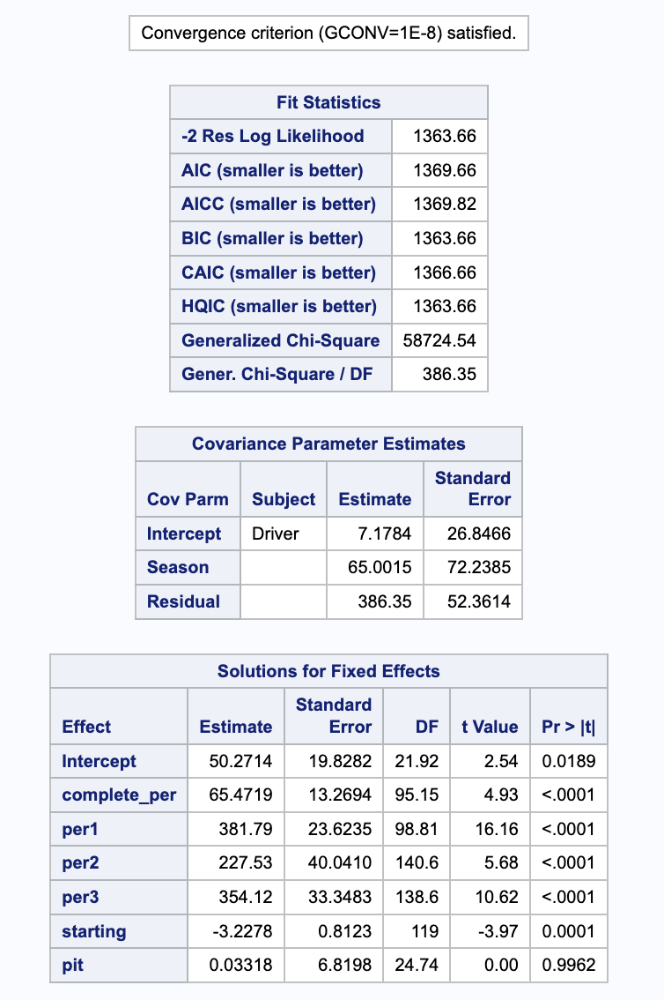 Convergence criterion (GCONV=1E-8) satisfied.
Fit Statistics
-2 Res Log Likelihood 1363.66
AIC (smaller is better) 1369.66
AICC (smaller is better) 1369.82
BIC (smaller is better) 1363.66
CAIC (smaller is better) 1366.66
HQIC (smaller is better) 1363.66
Generalized Chi-Square 58724.54
Gener. Chi-Square / DF 386.35
Covariance Parameter Estimates
Cov Parm Subject Estimate Standard Error
Intercept Driver 7.1784 26.8466
Season 65.0015 72.2385
Residual 386.35 52.3614
Solutions for Fixed Effects
Effect Estimate Standard Error DF t Value Pr > |t|
Intercept 50.2714 19.8282 21.92 2.54 0.0189
complete_per 65.4719 13.2694 95.15 4.93 <.0001
per1 381.79 23.6235 98.81 16.16 <.0001
per2 227.53 40.0410 140.6 5.68 <.0001
per3 354.12 33.3483 138.6 10.62 <.0001
starting -3.2278 0.8123 119 -3.97 0.0001
pit 0.03318 6.8198 24.74 0.00 0.9962